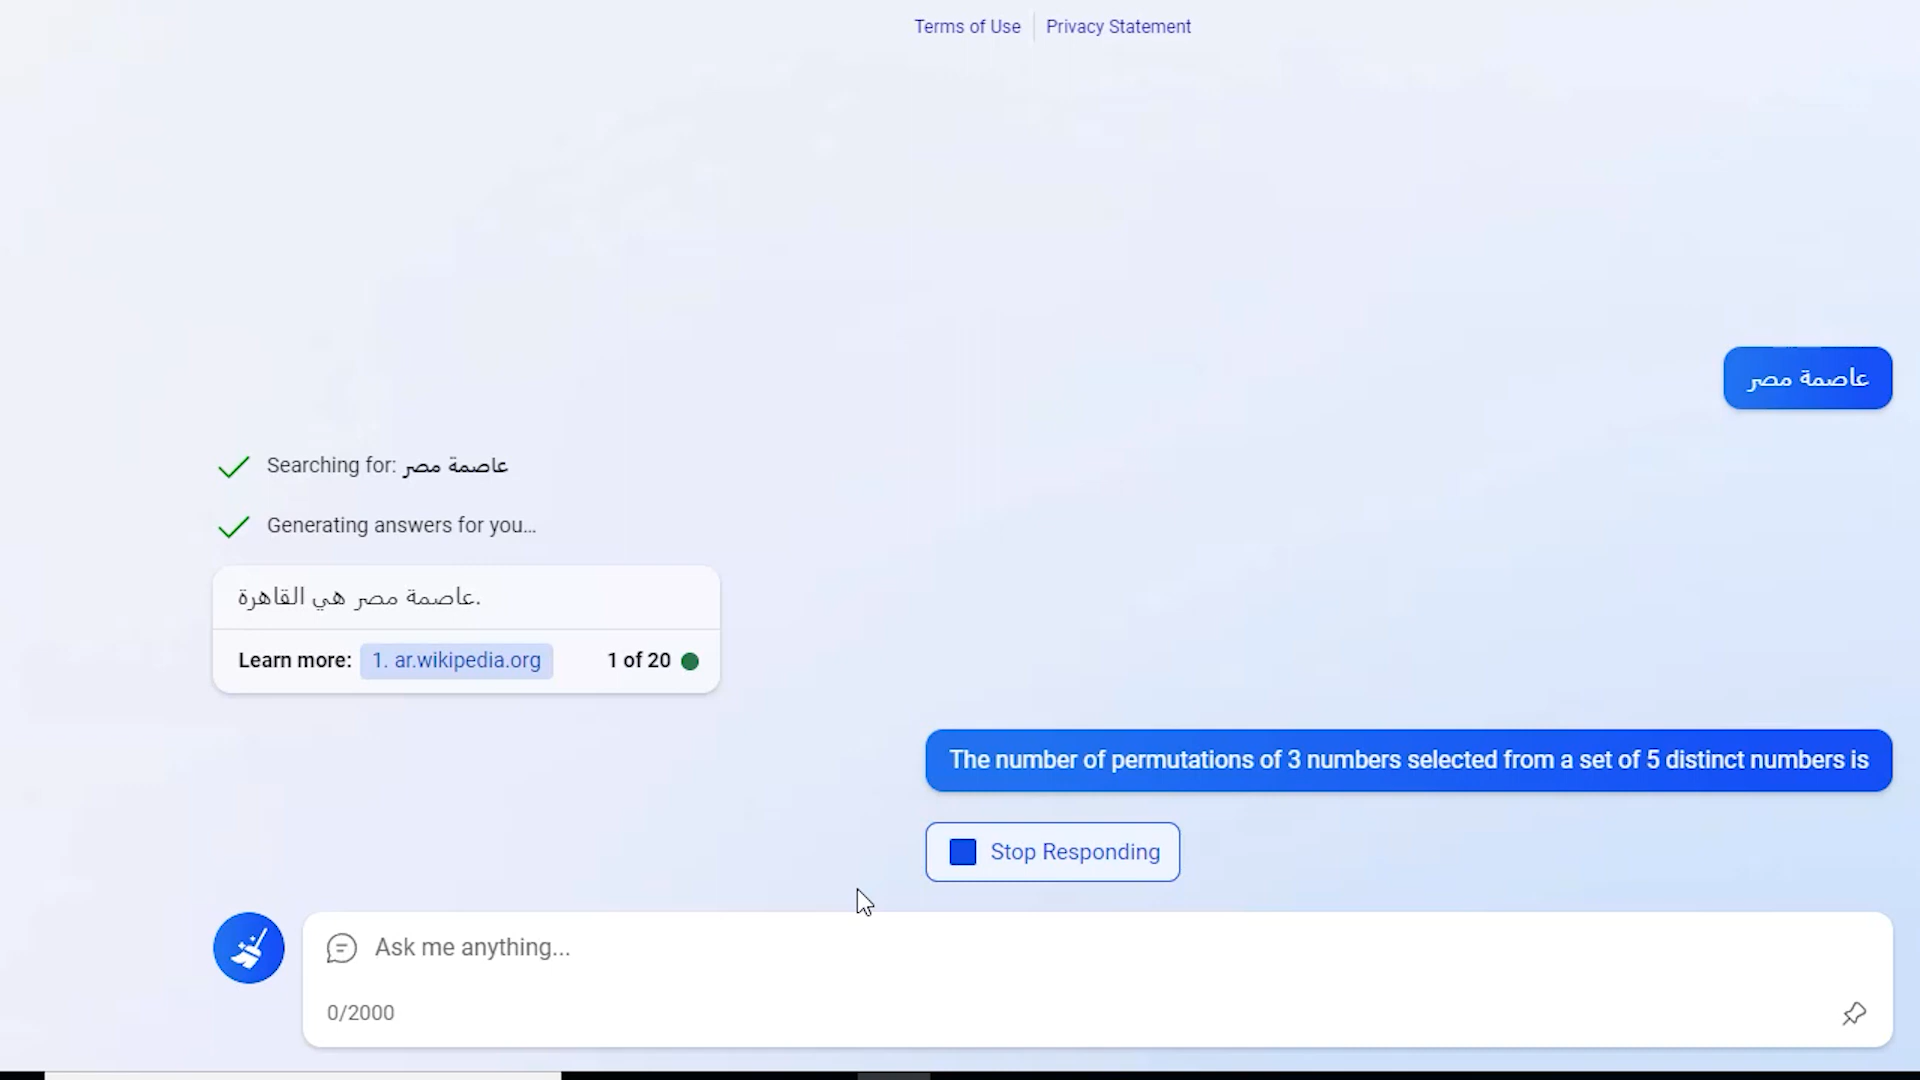 Terms of Use
Privacy Statement
عاصمة مصر
Searching for: عاصمة مصر
Generating answers for you...
عاصمة مصر هي القاهرة.
Learn more: 1. ar.wikipedia.org 1 of 20
The number of permutations of 3 numbers selected from a set of 5 distinct numbers is
Stop Responding
Ask me anything...
0/2000